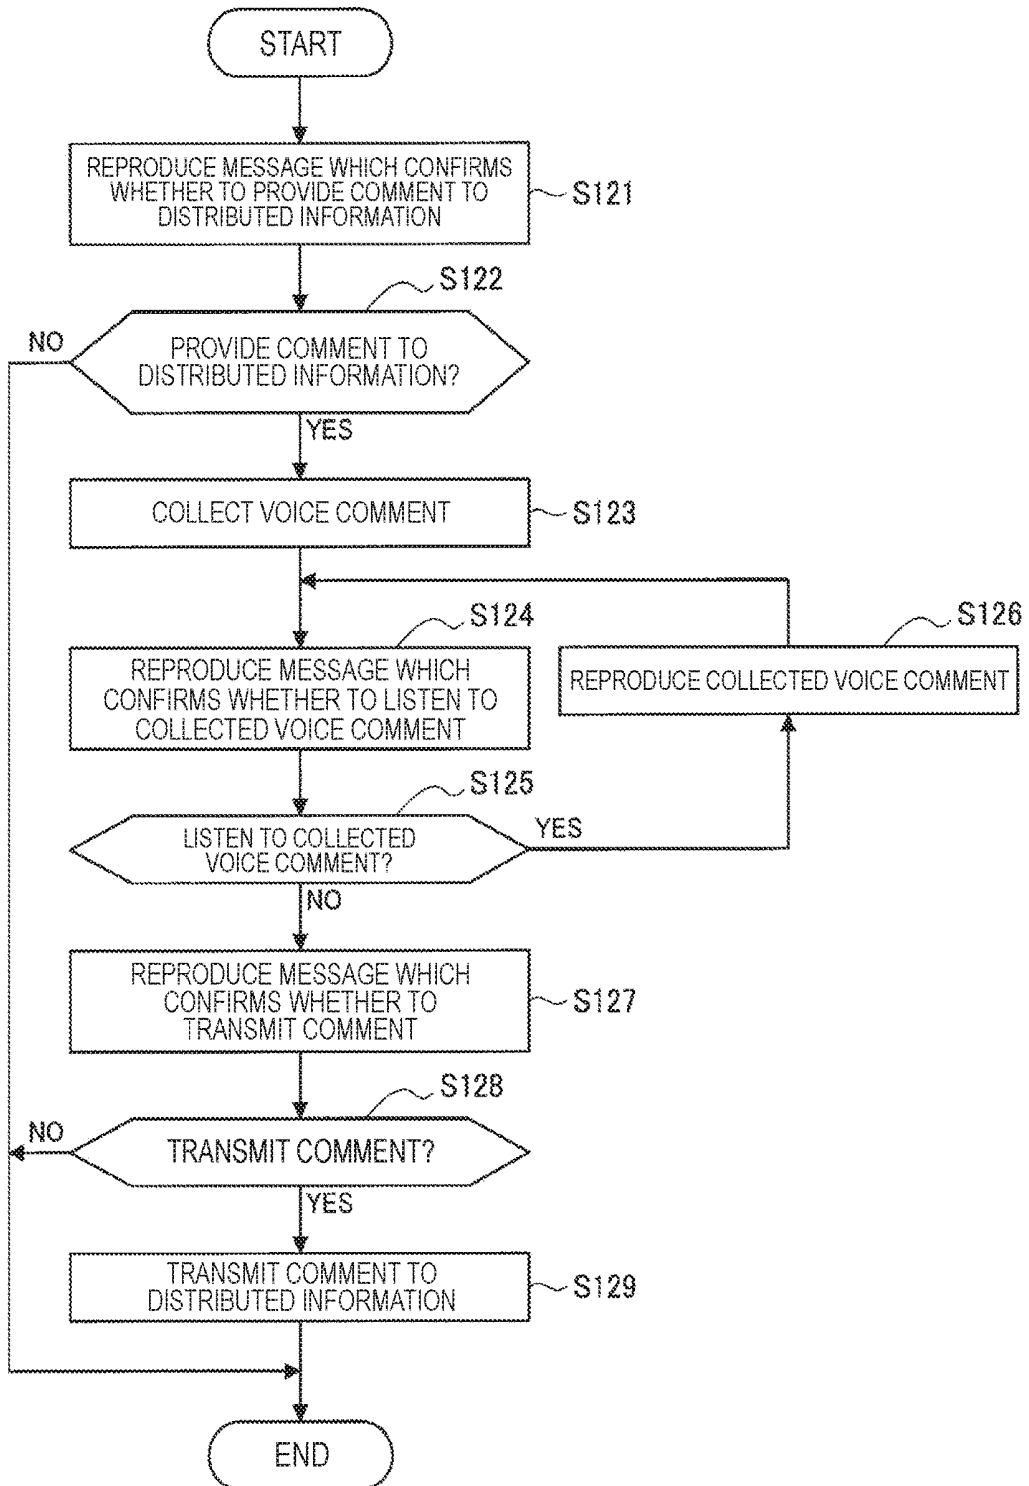 START
REPRODUCE MESSAGE WHICH CONFIRMS
WHETHER TO PROVIDE COMMENT TO
DISTRIBUTED INFORMATION
S121
S122
NO
PROVIDE COMMENT TO
DISTRIBUTED INFORMATION?
YES
COLLECT VOICE COMMENT
S123
S124
S126
REPRODUCE MESSAGE WHICH
CONFIRMS WHETHER TO LISTEN TO
COLLECTED VOICE COMMENT
REPRODUCE COLLECTED VOICE COMMENT
S125
LISTEN TO COLLECTED
VOICE COMMENT?
YES
NO
REPRODUCE MESSAGE WHICH
CONFIRMS WHETHER TO
TRANSMIT COMMENT
S127
S128
NO
TRANSMIT COMMENT?
YES
TRANSMIT COMMENT TO
DISTRIBUTED INFORMATION
S129
END